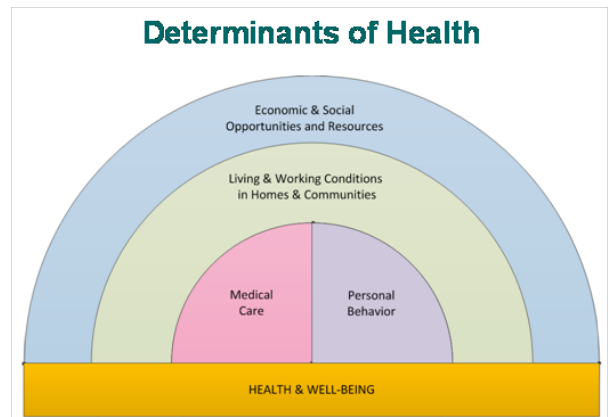 Determinants of Health
Economic & Social
Opportunities and Resources
Living & Working Conditions
in Homes & Communities
Medical
Care
Personal
Behavior
HEALTH & WELL-BEING